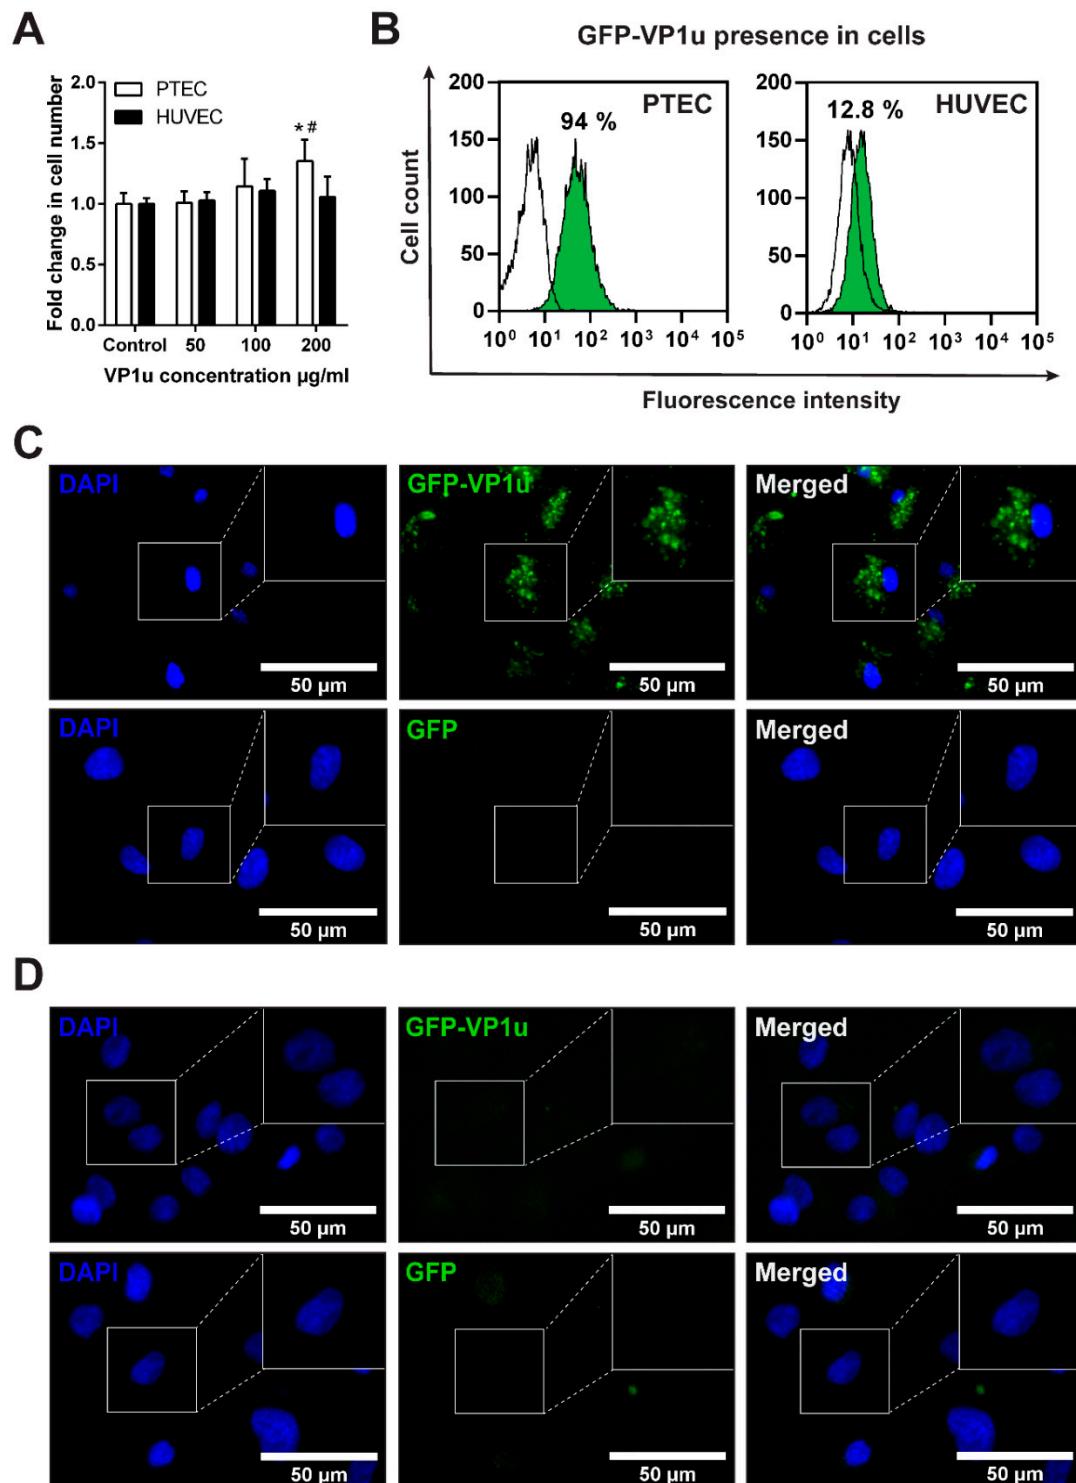 A
Fold change in cell number
2.0
1.5
1.0
0.5
0.0
PTEC
HUVEC
*#
Control 50 100 200
VP1u concentration µg/ml
B
GFP-VP1u presence in cells
Cell count
200
150
100
50
0
PTEC
94 %
10⁰ 10¹ 10² 10³ 10⁴ 10⁵
200
150
100
50
0
HUVEC
12.8 %
10⁰ 10¹ 10² 10³ 10⁴ 10⁵
Fluorescence intensity
C
DAPI GFP-VP1u Merged
50 µm 50 µm 50 µm
DAPI GFP Merged
50 µm 50 µm 50 µm
D
DAPI GFP-VP1u Merged
50 µm 50 µm 50 µm
DAPI GFP Merged
50 µm 50 µm 50 µm